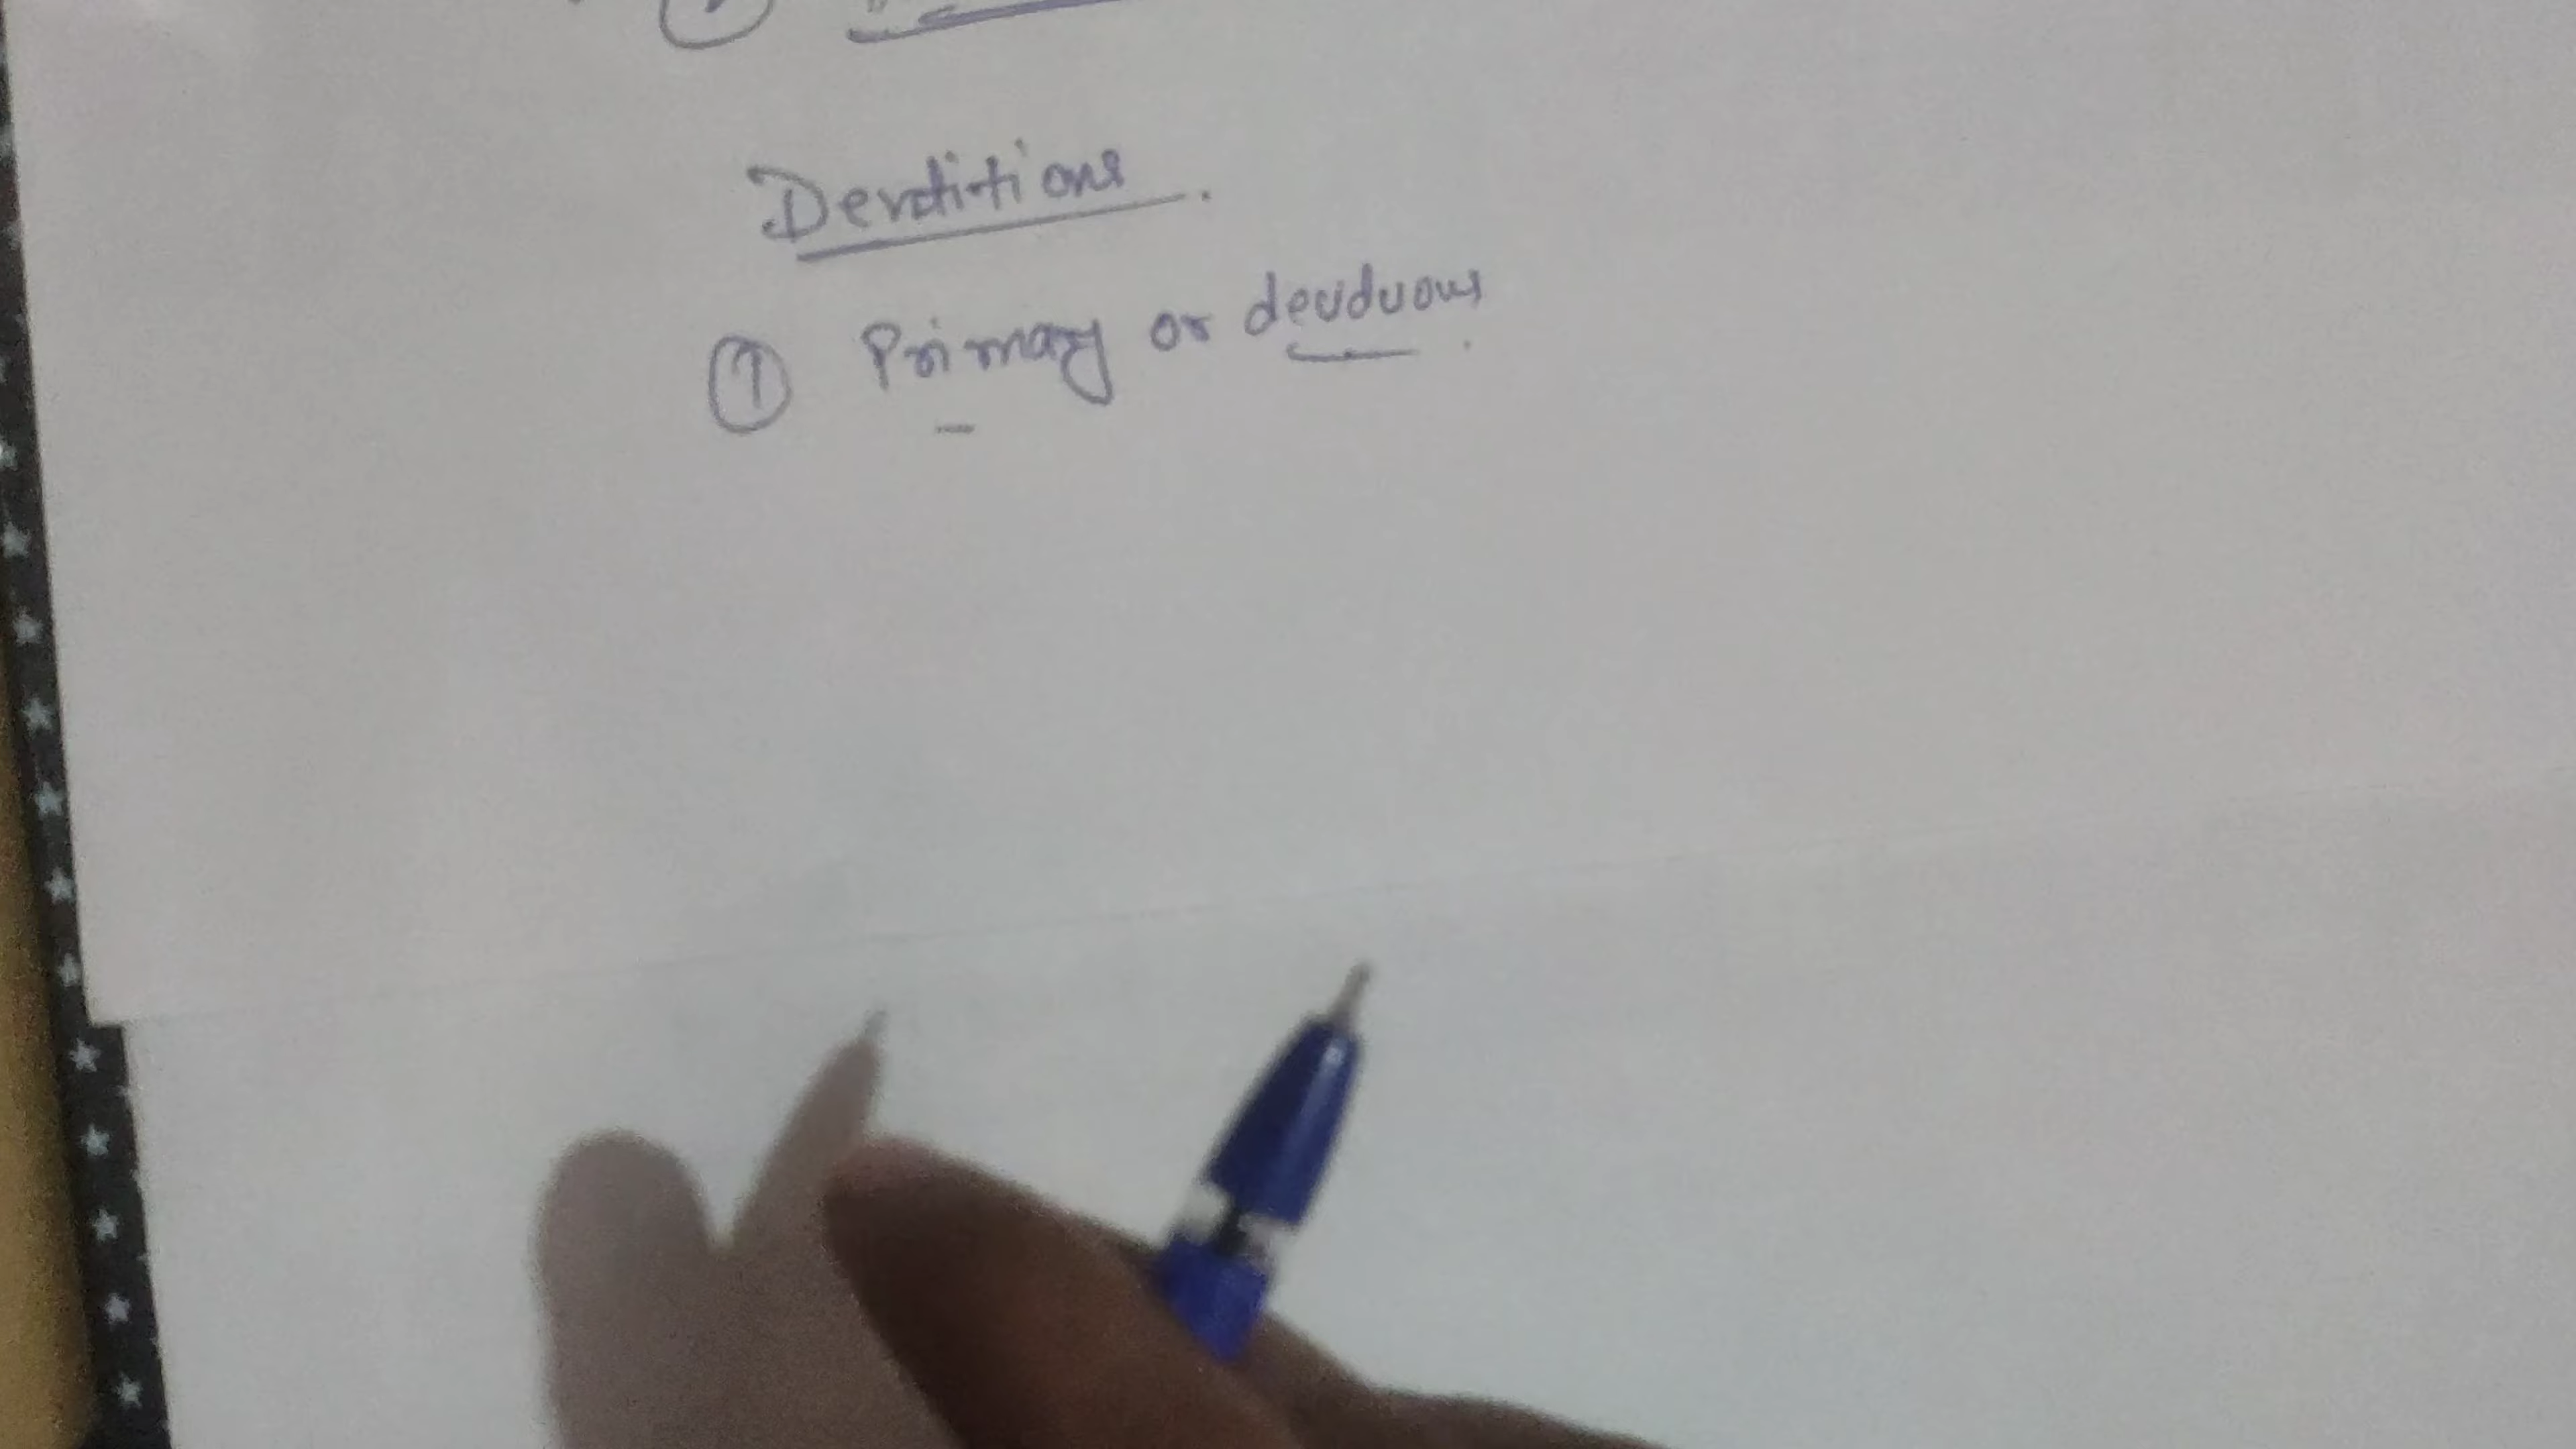 Dentitions.
① Primary or deciduous.